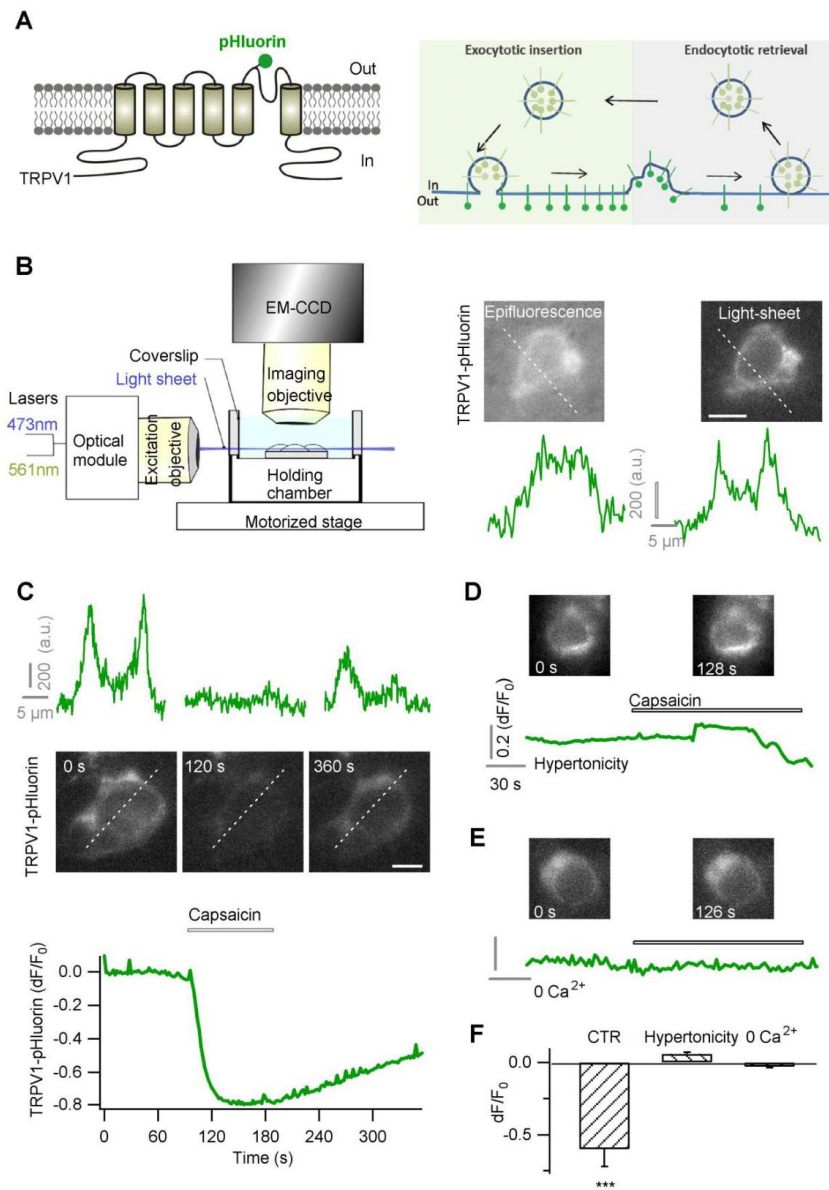 A
pHluorin
Out
In
TRPV1
Exocytotic insertion
Endocytotic retrieval
In
Out
B
EM-CCD
Coverslip
Light sheet
Imaging
objective
Lasers
473nm
561nm
Optical
module
Excitation
objective
Holding
chamber
Motorized stage
TRPV1-pHluorin
Epifluorescence
Light-sheet
200 (a.u.)
5 µm
C
200 (a.u.)
5 µm
TRPV1-pHluorin
0 s
120 s
360 s
Capsaicin
TRPV1-pHluorin (dF/F₀)
0.0
-0.2
-0.4
-0.6
-0.8
0
60
120
180
240
300
Time (s)
D
0 s
128 s
Capsaicin
0.2 (dF/F₀)
Hypertonicity
30 s
E
0 s
126 s
0 Ca²⁺
F
CTR
Hypertonicity
0 Ca²⁺
dF/F₀
0.0
-0.5
***